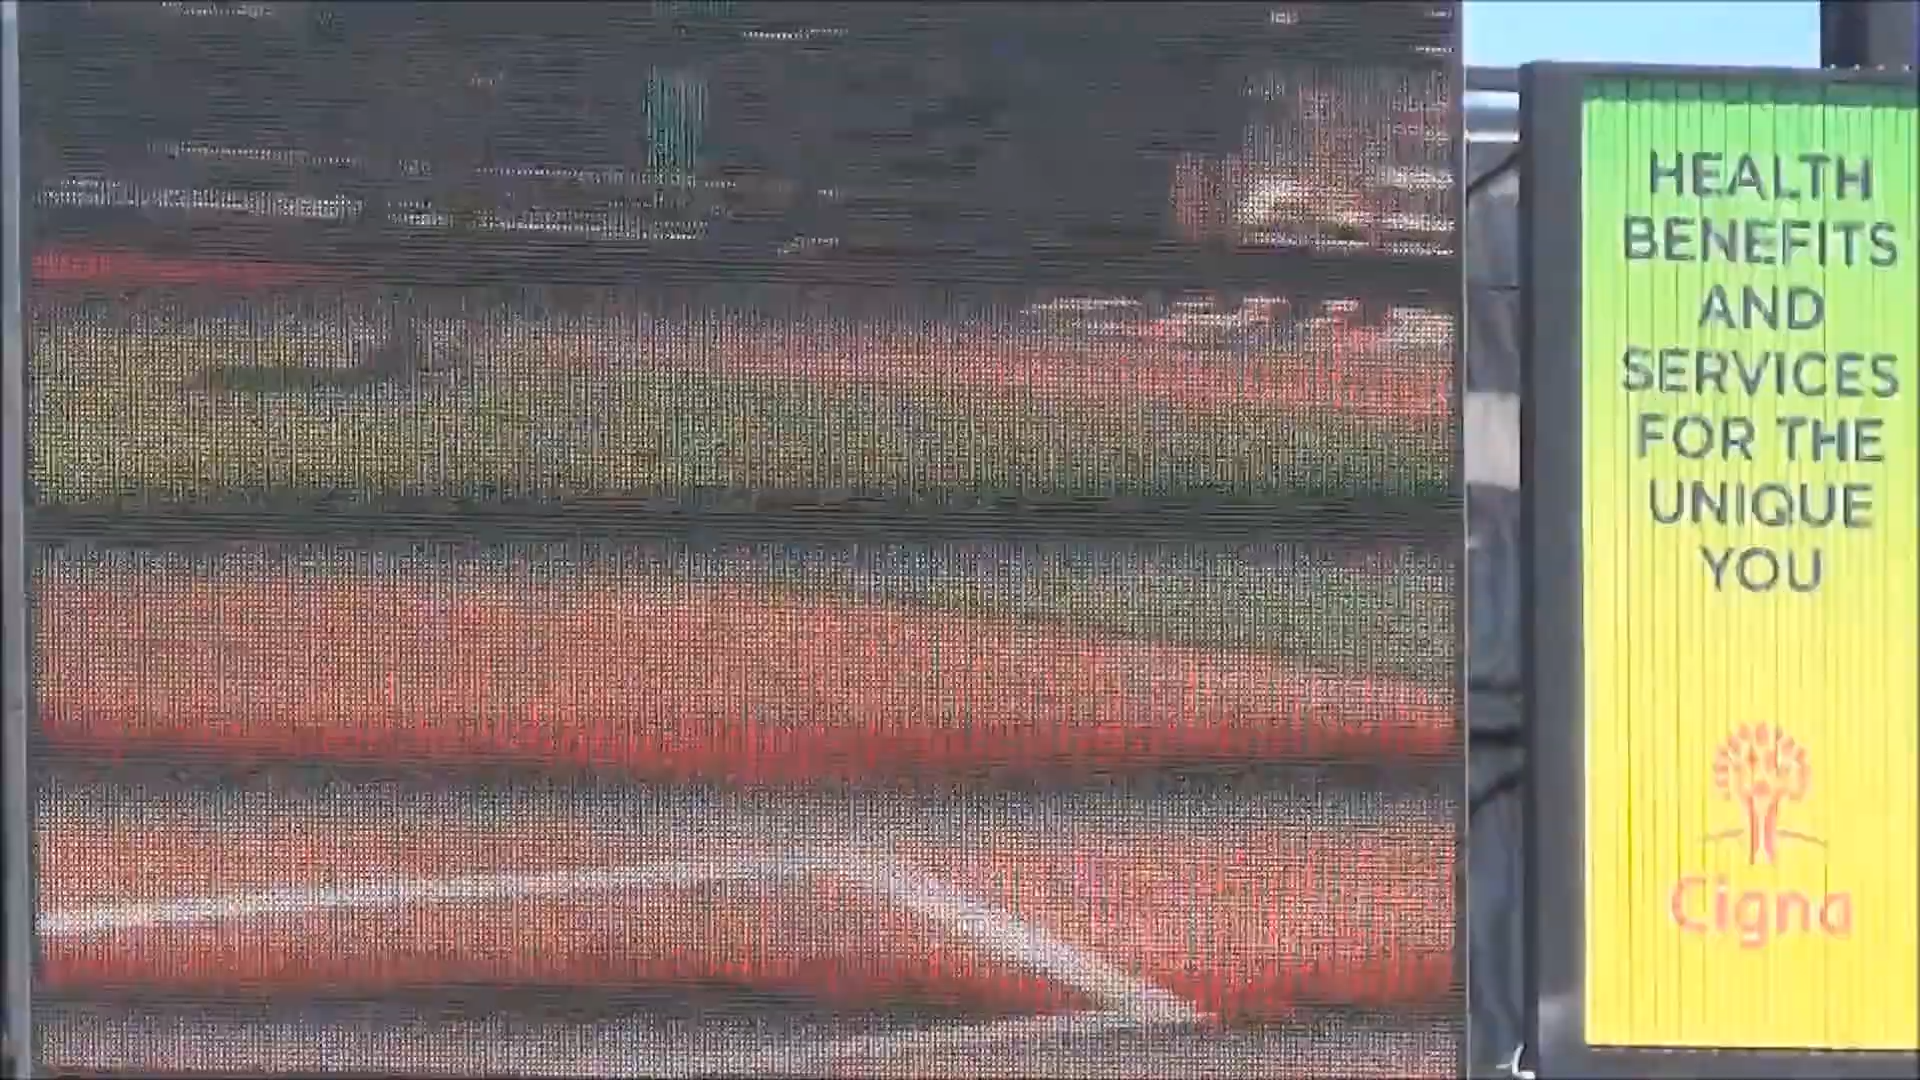 HEALTH
BENEFITS
AND
SERVICES
FOR THE
UNIQUE
YOU
Cigna